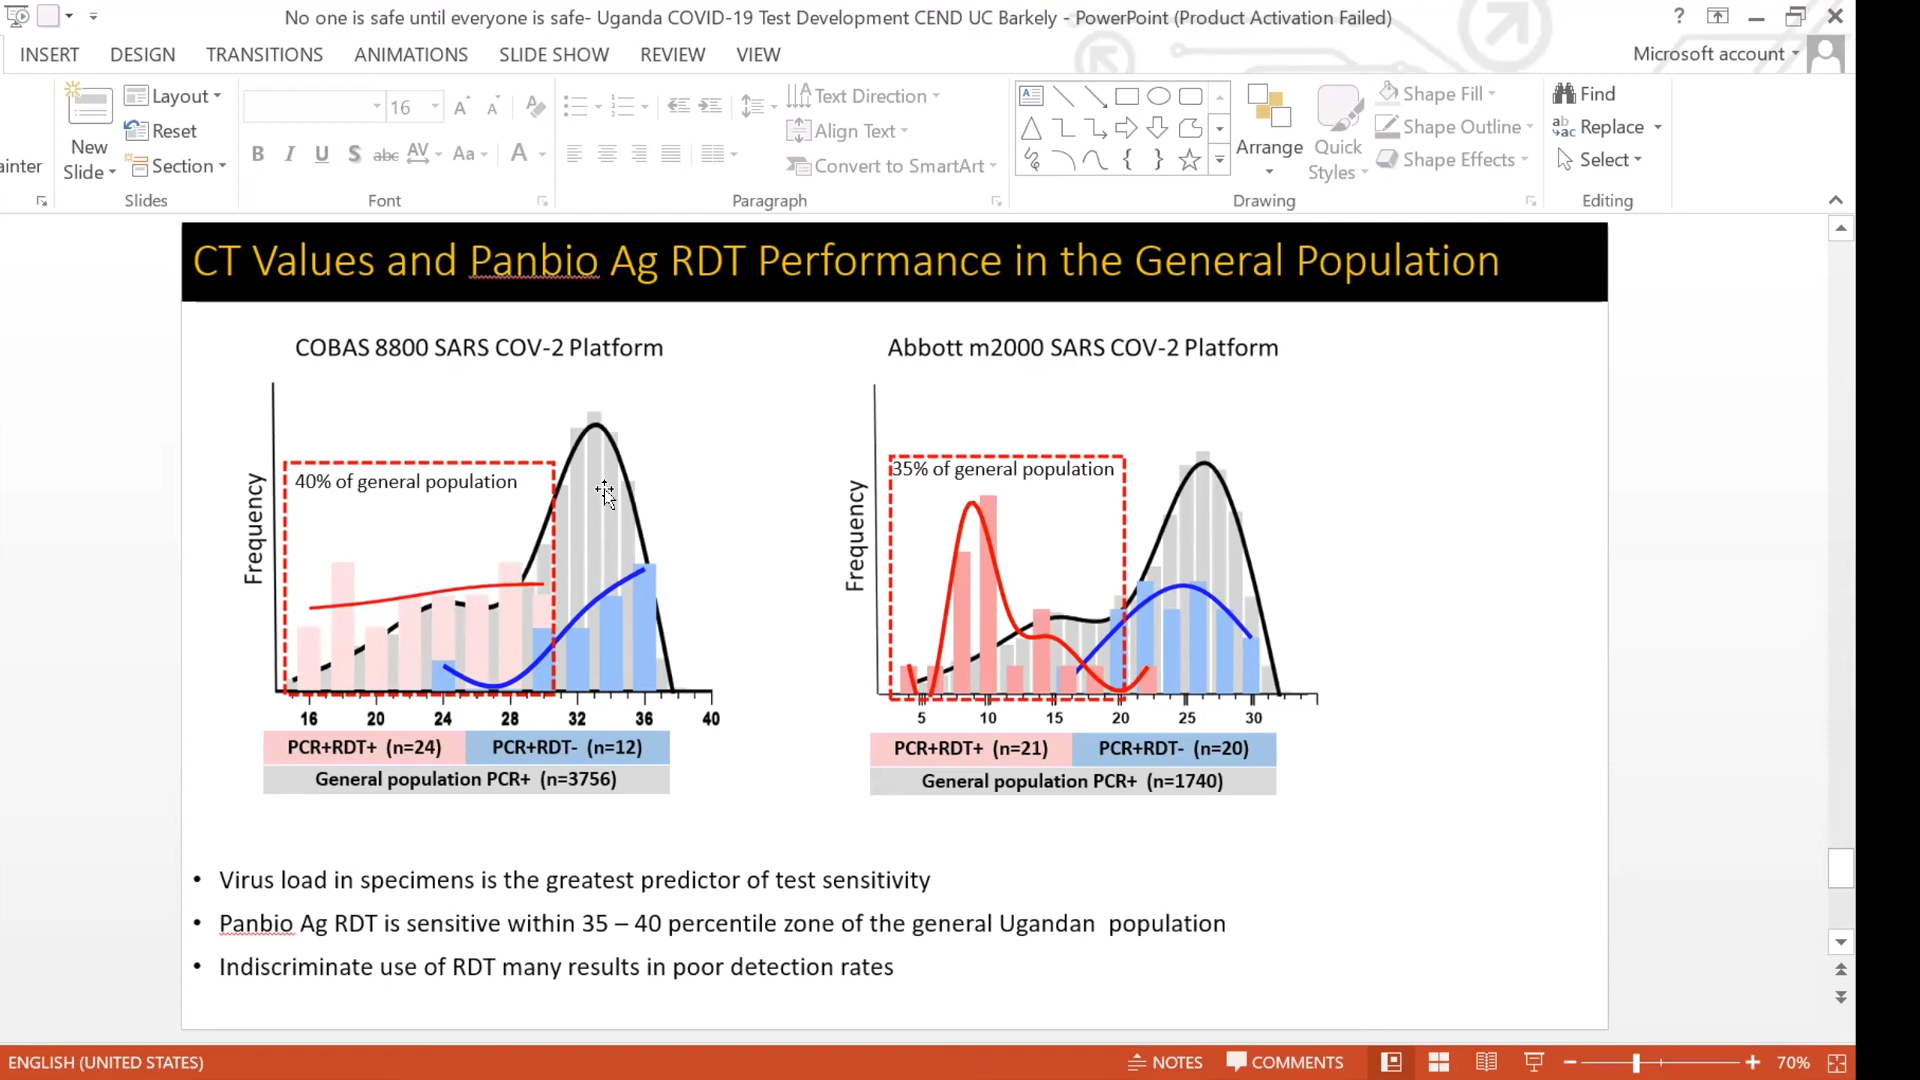 No one is safe until everyone is safe- Uganda COVID-19 Test Development CEND UC Barkely - PowerPoint (Product Activation Failed)
?
INSERT DESIGN TRANSITIONS ANIMATIONS SLIDE SHOW REVIEW VIEW
Microsoft account
ainter
New Slide
Layout
Reset
Section
Slides
16
B I U S abc AV Aa A
Font
Text Direction
Align Text
Convert to SmartArt
Paragraph
Arrange
Quick Styles
Shape Fill
Shape Outline
Shape Effects
Drawing
Find
Replace
Select
Editing
CT Values and Panbio Ag RDT Performance in the General Population
COBAS 8800 SARS COV-2 Platform
Frequency
40% of general population
16 20 24 28 32 36 40
PCR+RDT+ (n=24) PCR+RDT- (n=12)
General population PCR+ (n=3756)
Abbott m2000 SARS COV-2 Platform
Frequency
35% of general population
5 10 15 20 25 30
PCR+RDT+ (n=21) PCR+RDT- (n=20)
General population PCR+ (n=1740)
• Virus load in specimens is the greatest predictor of test sensitivity
• Panbio Ag RDT is sensitive within 35 – 40 percentile zone of the general Ugandan population
• Indiscriminate use of RDT many results in poor detection rates
ENGLISH (UNITED STATES)
NOTES COMMENTS 70%